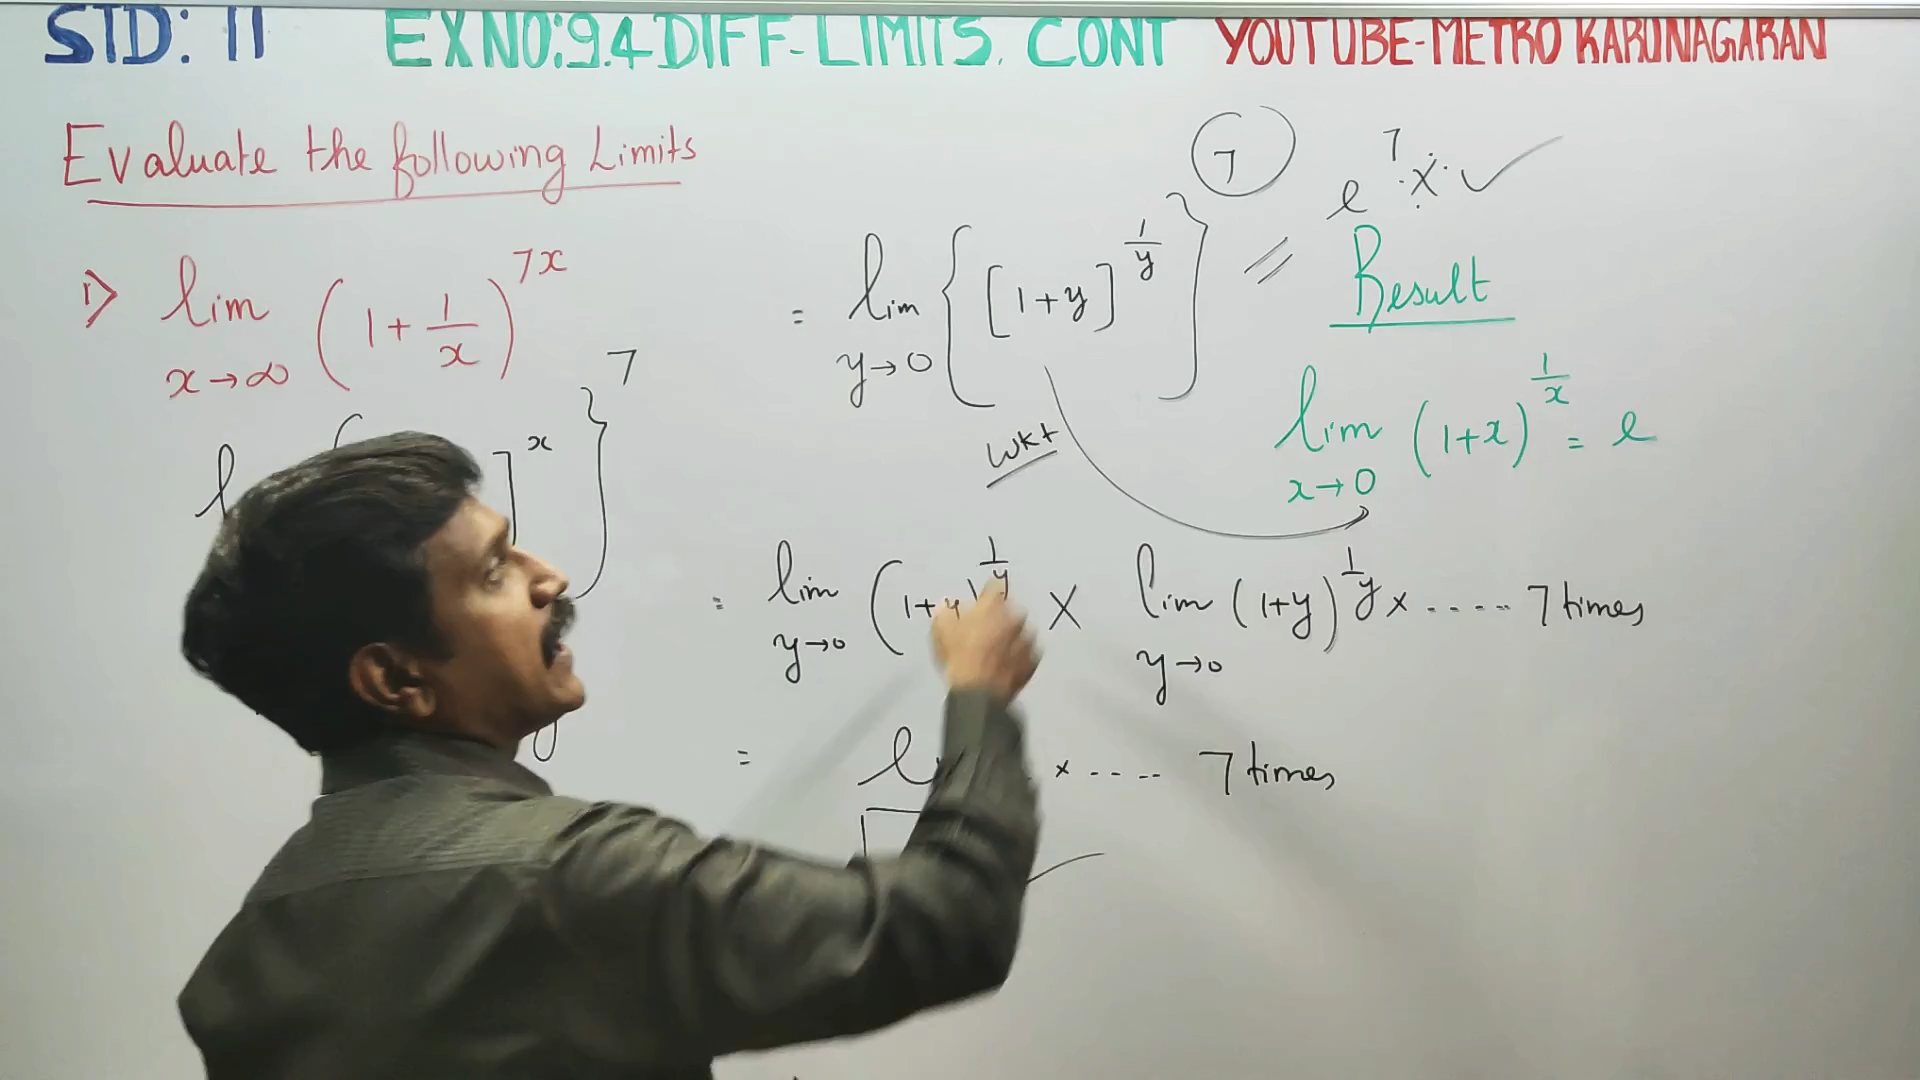 STD: 11 EX NO: 9.4 DIFF-LIMITS. CONT YOUTUBE-METRO KARUNAGARAN
Evaluate the following Limits
1) lim x→∞ (1 + 1/x)^7x
]^x }^7
= lim y→0 { [1+y]^1/y }^7
e^7 X ✓
Result
lim x→0 (1+x)^1/x = e
WKT
= lim y→0 (1+y)^1/y X lim y→0 (1+y)^1/y x ..... 7 times
= e x .... 7 times